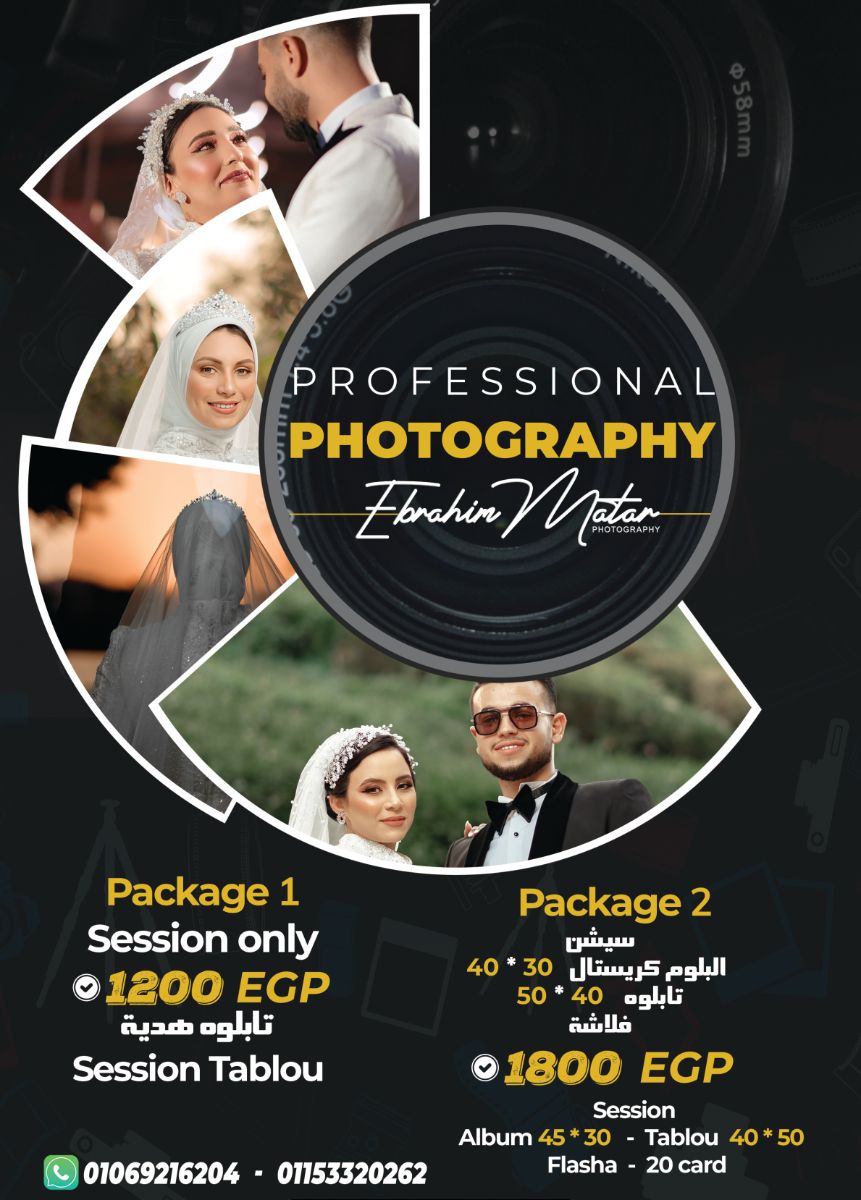 Φ58mm
PROFESSIONAL
PHOTOGRAPHY
Ebrahim Matar
PHOTOGRAPHY
Package 1
Session only
1200 EGP
تابلوه هدية
Session Tablou
Package 2
سيشن
البلوم كريستال 30 * 40
تابلوه 40 * 50
فلاشة
1800 EGP
Session
Album 45 * 30 - Tablou 40 * 50
Flasha - 20 card
01069216204 - 01153320262